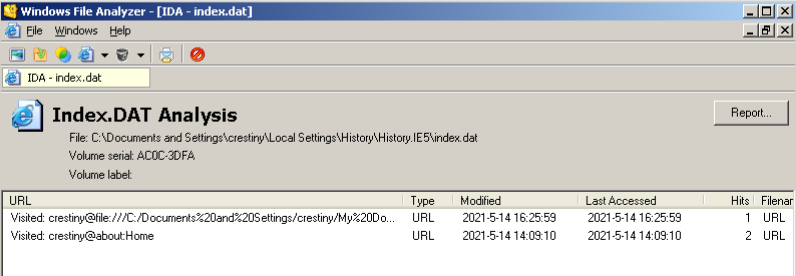 Windows File Analyzer - [IDA - index.dat]
File Windows Help
IDA - index.dat
Index.DAT Analysis
Report...
File: C:\Documents and Settings\crestiny\Local Settings\History\History.IE5\index.dat
Volume serial: AC0C-3DFA
Volume label:
URL Type Modified Last Accessed Hits Filenar
Visited: crestiny@file:///C:/Documents%20and%20Settings/crestiny/My%20Do... URL 2021-5-14 16:25:59 2021-5-14 16:25:59 1 URL
Visited: crestiny@about:Home URL 2021-5-14 14:09:10 2021-5-14 14:09:10 2 URL